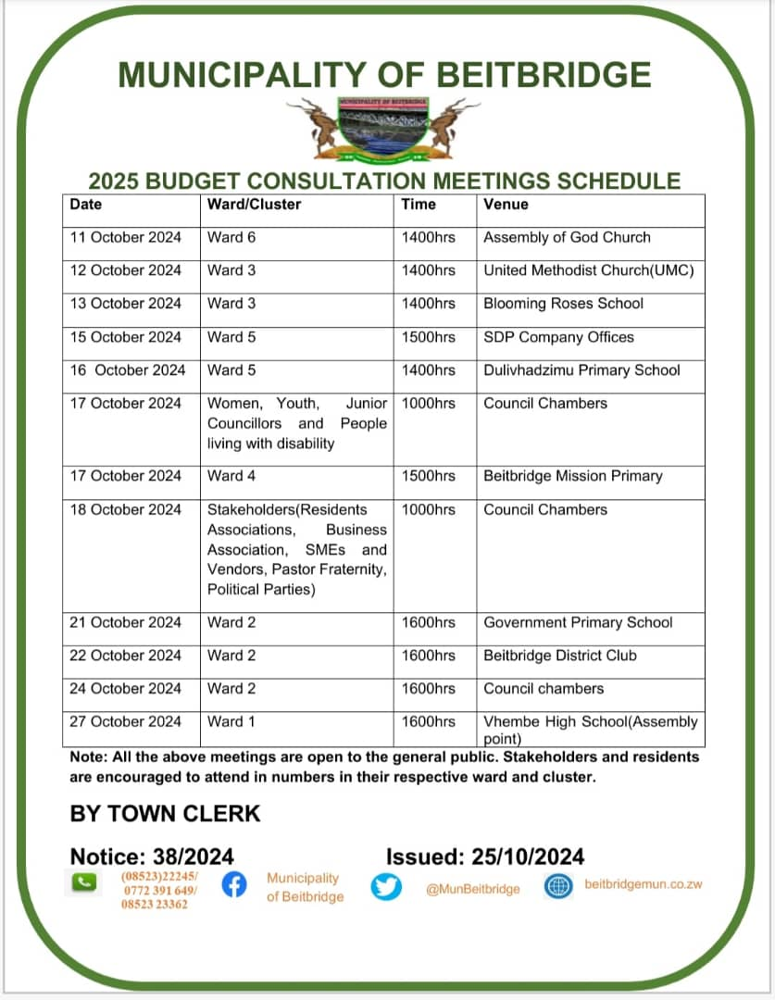 MUNICIPALITY OF BEITBRIDGE
MUNICIPALITY OF BEITBRIDGE
2025 BUDGET CONSULTATION MEETINGS SCHEDULE
Date Ward/Cluster Time Venue
11 October 2024 Ward 6 1400hrs Assembly of God Church
12 October 2024 Ward 3 1400hrs United Methodist Church(UMC)
13 October 2024 Ward 3 1400hrs Blooming Roses School
15 October 2024 Ward 5 1500hrs SDP Company Offices
16 October 2024 Ward 5 1400hrs Dulivhadzimu Primary School
17 October 2024 Women, Youth, Junior 1000hrs Council Chambers
Councillors and People
living with disability
17 October 2024 Ward 4 1500hrs Beitbridge Mission Primary
18 October 2024 Stakeholders(Residents 1000hrs Council Chambers
Associations, Business
Association, SMEs and
Vendors, Pastor Fraternity,
Political Parties)
21 October 2024 Ward 2 1600hrs Government Primary School
22 October 2024 Ward 2 1600hrs Beitbridge District Club
24 October 2024 Ward 2 1600hrs Council chambers
27 October 2024 Ward 1 1600hrs Vhembe High School(Assembly
point)
Note: All the above meetings are open to the general public. Stakeholders and residents
are encouraged to attend in numbers in their respective ward and cluster.
BY TOWN CLERK
Notice: 38/2024 Issued: 25/10/2024
(08523)22245/
0772 391 649/
08523 23362
Municipality
of Beitbridge
@MunBeitbridge
beitbridgemun.co.zw